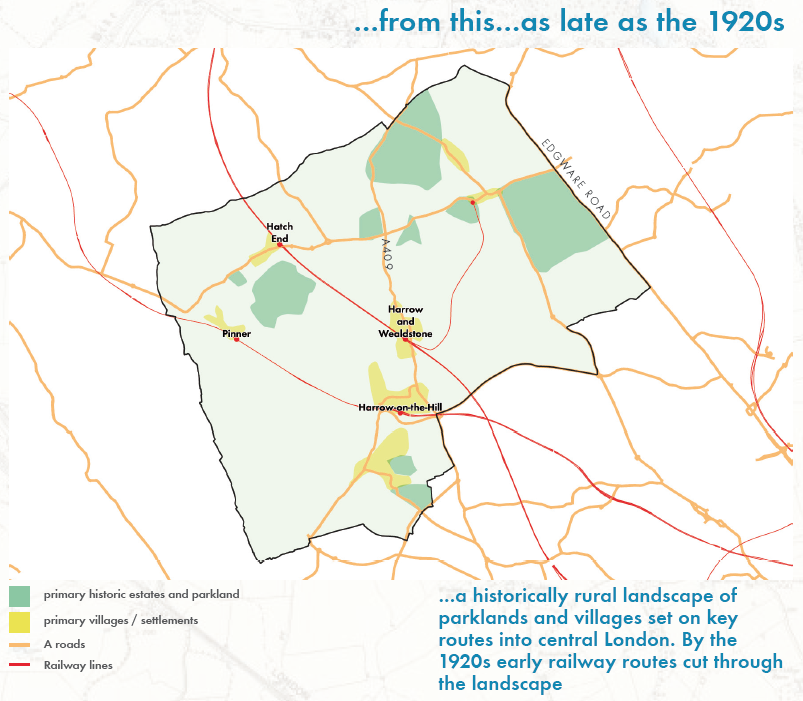 ...from this...as late as the 1920s
EDGWARE ROAD
Hatch
End
A409
Harrow
and
Wealdstone
Pinner
Harrow-on-the-Hill
primary historic estates and parkland
primary villages / settlements
A roads
Railway lines
...a historically rural landscape of
parklands and villages set on key
routes into central London. By the
1920s early railway routes cut through
the landscape
LONDON